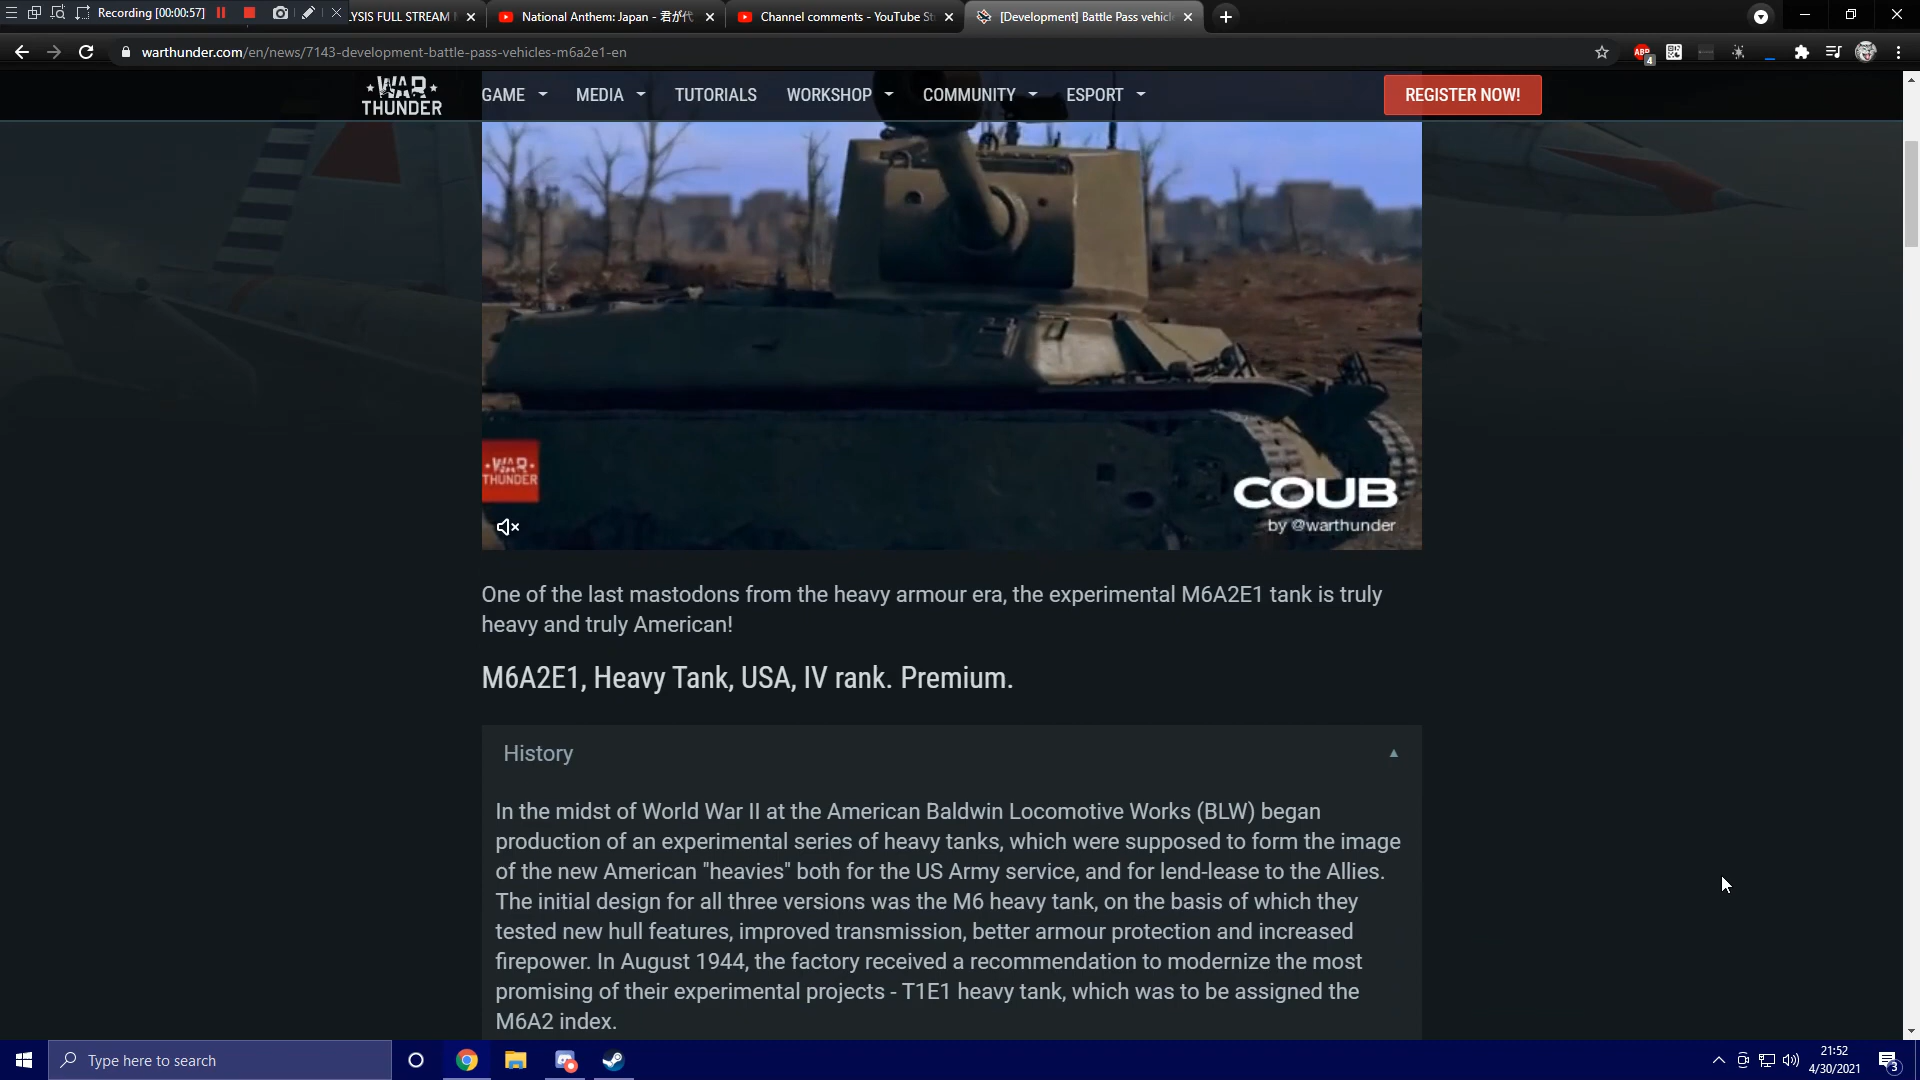 Recording [00:00:57]
LYSIS FULL STREAM
National Anthem: Japan - 君が代
Channel comments - YouTube St
[Development] Battle Pass vehicle
warthunder.com/en/news/7143-development-battle-pass-vehicles-m6a2e1-en
ABP
4
WAR THUNDER
GAME
MEDIA
TUTORIALS
WORKSHOP
COMMUNITY
ESPORT
REGISTER NOW!
WAR
THUNDER
COUB
by @warthunder
One of the last mastodons from the heavy armour era, the experimental M6A2E1 tank is truly
heavy and truly American!
M6A2E1, Heavy Tank, USA, IV rank. Premium.
History
In the midst of World War II at the American Baldwin Locomotive Works (BLW) began
production of an experimental series of heavy tanks, which were supposed to form the image
of the new American "heavies" both for the US Army service, and for lend-lease to the Allies.
The initial design for all three versions was the M6 heavy tank, on the basis of which they
tested new hull features, improved transmission, better armour protection and increased
firepower. In August 1944, the factory received a recommendation to modernize the most
promising of their experimental projects - T1E1 heavy tank, which was to be assigned the
M6A2 index.
Type here to search
21:52
4/30/2021
3